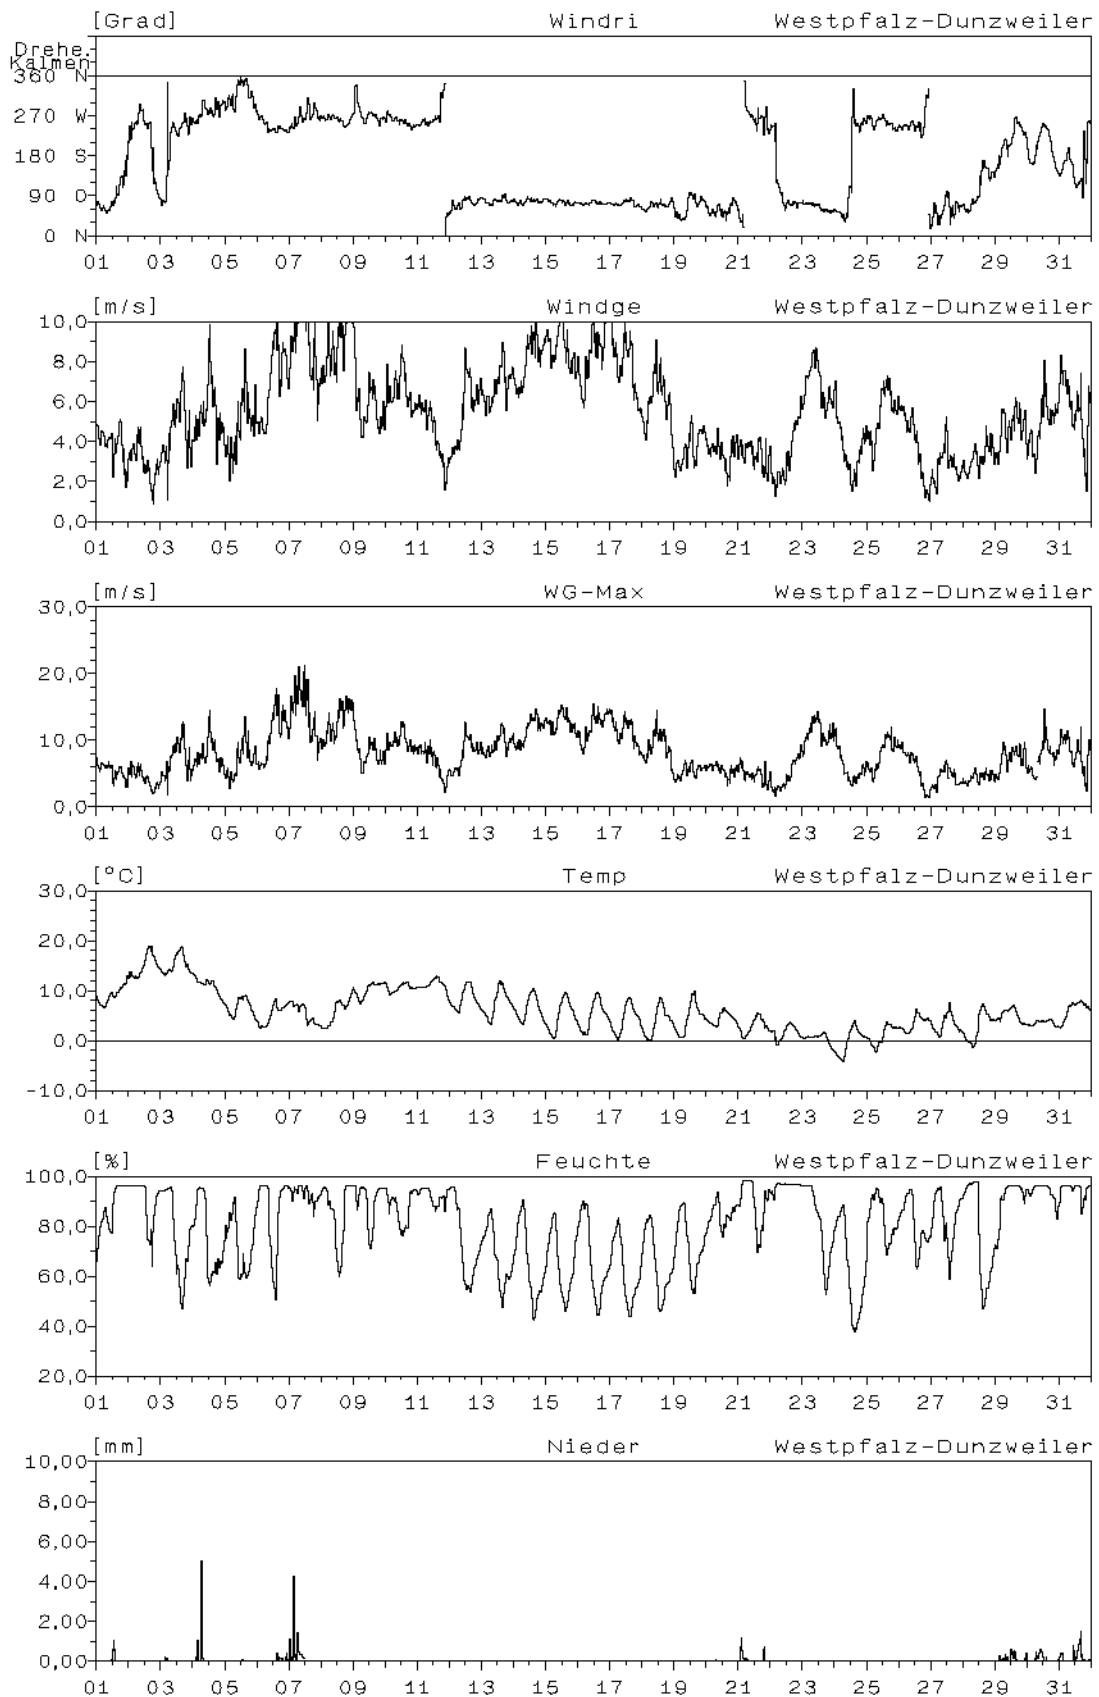 [Grad] Windri Westpfalz-Dunzweiler
Drehe.
Kalmen
360 N
270 W
180 S
90 O
0 N
01 03 05 07 09 11 13 15 17 19 21 23 25 27 29 31
[m/s] Windge Westpfalz-Dunzweiler
10,0
8,0
6,0
4,0
2,0
0,0
01 03 05 07 09 11 13 15 17 19 21 23 25 27 29 31
[m/s] WG-Max Westpfalz-Dunzweiler
30,0
20,0
10,0
0,0
01 03 05 07 09 11 13 15 17 19 21 23 25 27 29 31
[°C] Temp Westpfalz-Dunzweiler
30,0
20,0
10,0
0,0
-10,0
01 03 05 07 09 11 13 15 17 19 21 23 25 27 29 31
[%] Feuchte Westpfalz-Dunzweiler
100,0
80,0
60,0
40,0
20,0
01 03 05 07 09 11 13 15 17 19 21 23 25 27 29 31
[mm] Nieder Westpfalz-Dunzweiler
10,00
8,00
6,00
4,00
2,00
0,00
01 03 05 07 09 11 13 15 17 19 21 23 25 27 29 31